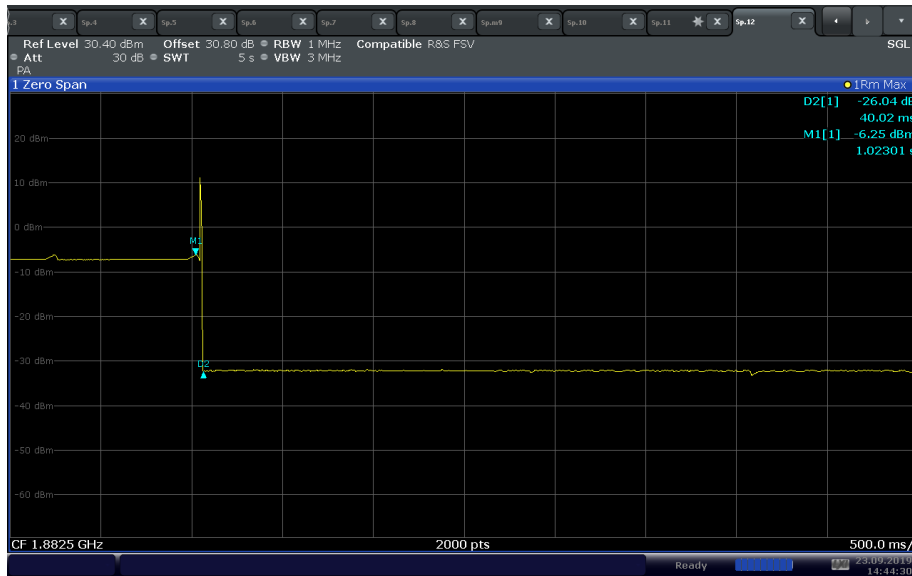 .3 X Sp.4 X Sp.5 X Sp.6 X Sp.7 X Sp.8 X Sp.m9 X Sp.10 X Sp.11 X Sp.12 X
Ref Level 30.40 dBm Offset 30.80 dB RBW 1 MHz Compatible R&S FSV SGL
Att 30 dB SWT 5 s VBW 3 MHz
PA
1 Zero Span 1Rm Max
D2[1] -26.04 dB
40.02 ms
M1[1] -6.25 dBm
1.02301 s
20 dBm
10 dBm
0 dBm
M1
-10 dBm
-20 dBm
-30 dBm
D2
-40 dBm
-50 dBm
-60 dBm
CF 1.8825 GHz 2000 pts 500.0 ms/
Ready 23.09.2019
14:44:30